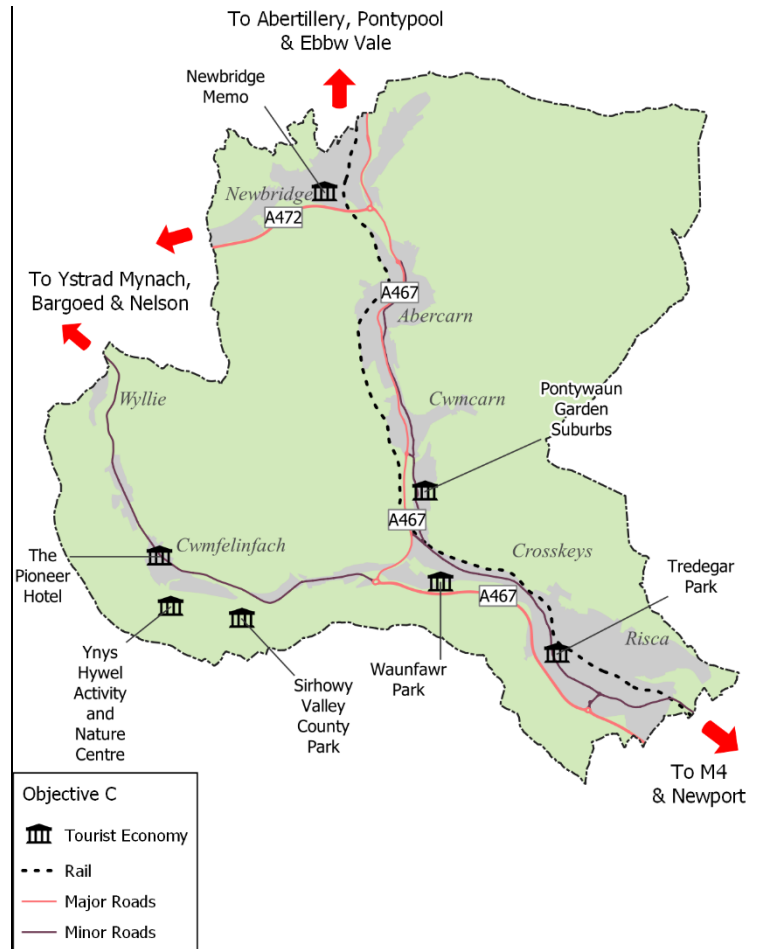 To Abertillery, Pontypool
& Ebbw Vale
Newbridge
Memo
Newbridge
A472
To Ystrad Mynach,
Bargoed & Nelson
A467
Abercarn
Wyllie
Cwmcarn
Pontywaun
Garden
Suburbs
A467
The
Pioneer
Hotel
Cwmfelinfach
Crosskeys
A467
Tredegar
Park
Risca
Ynys
Hywel
Activity
and
Nature
Centre
Sirhowy
Valley
County
Park
Waunfawr
Park
To M4
& Newport
Objective C
Tourist Economy
Rail
Major Roads
Minor Roads